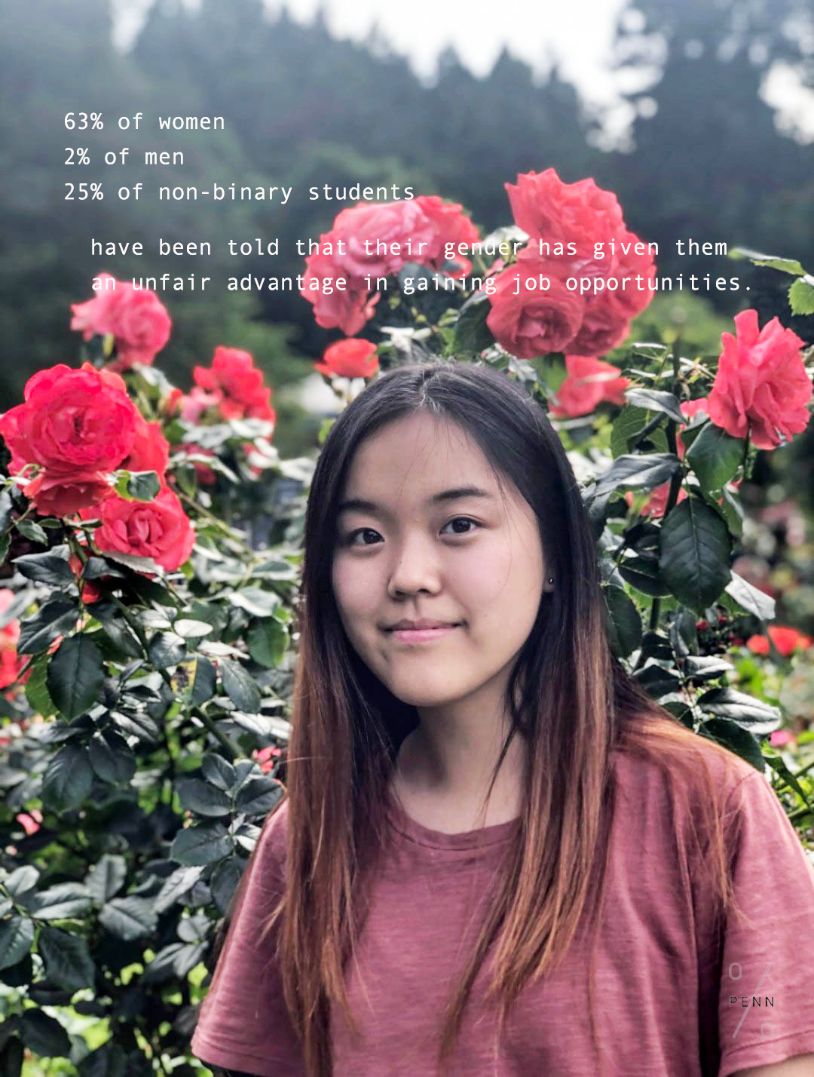 63% of women
2% of men
25% of non-binary students
have been told that their gender has given them
an unfair advantage in gaining job opportunities.
PENN